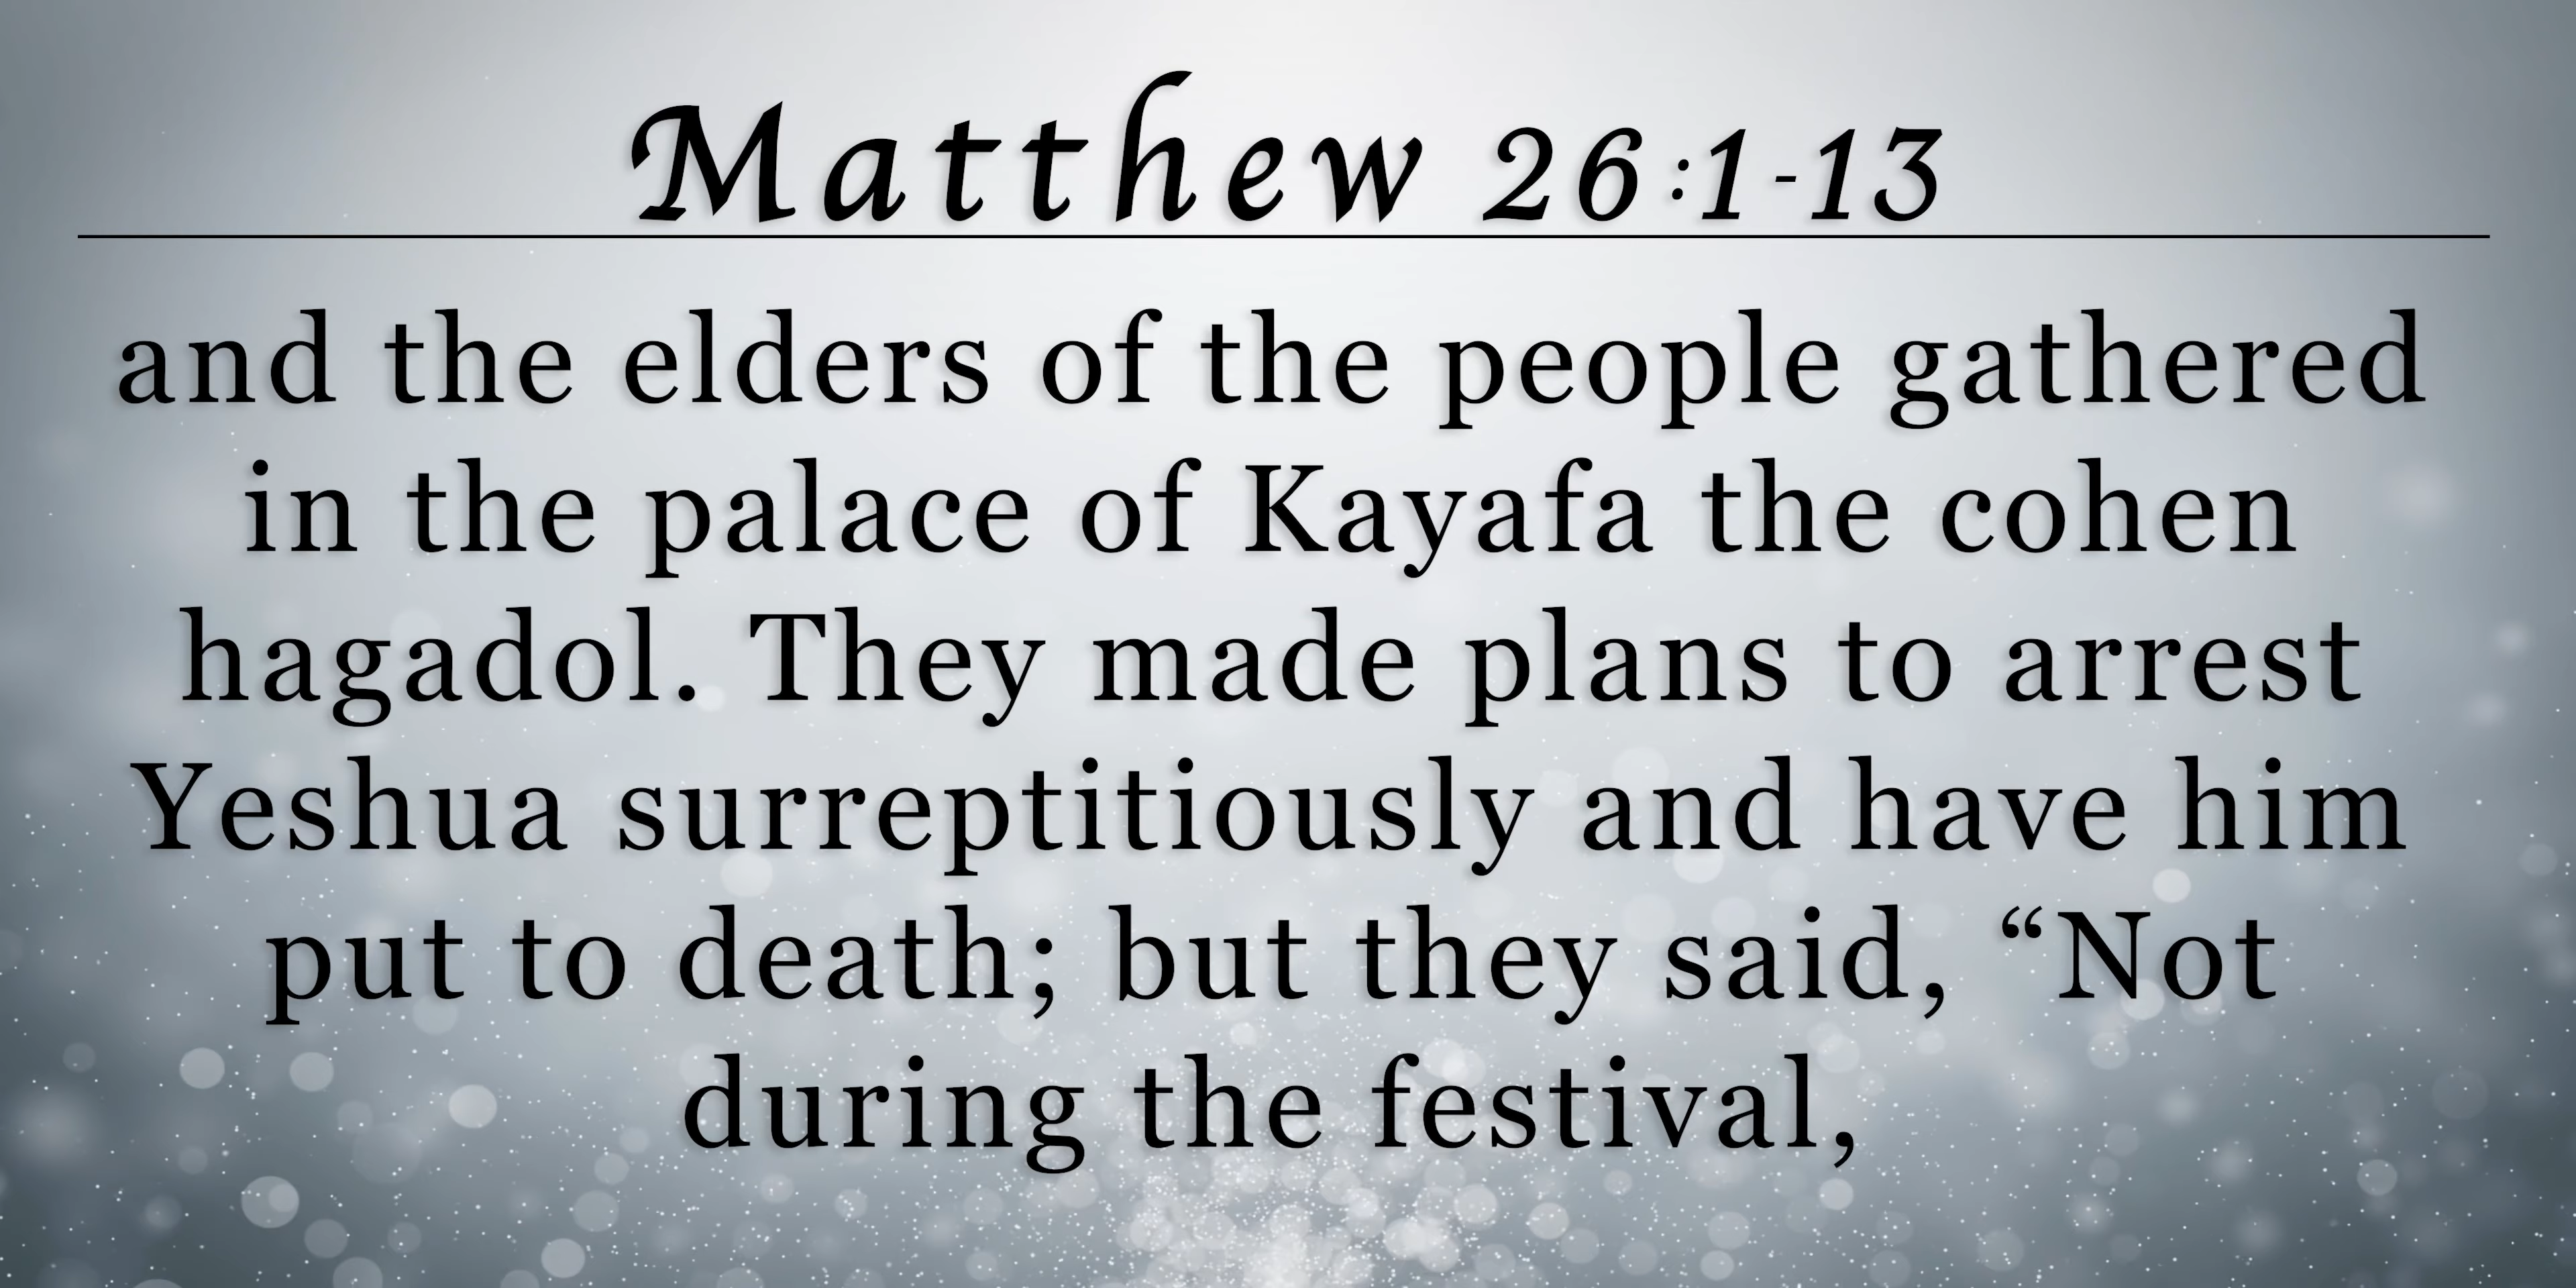 Matthew 26:1-13
and the elders of the people gathered
in the palace of Kayafa the cohen
hagadol. They made plans to arrest
Yeshua surreptitiously and have him
put to death; but they said, “Not
during the festival,